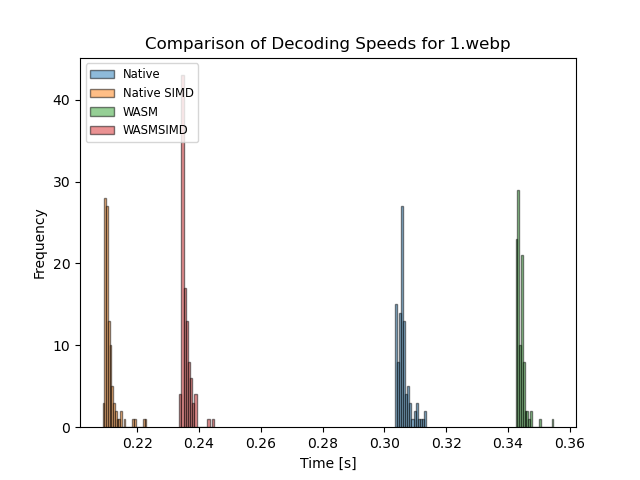 Comparison of Decoding Speeds for 1.webp
Native
Native SIMD
WASM
WASMSIMD
40
30
20
10
0
Frequency
0.22 0.24 0.26 0.28 0.30 0.32 0.34 0.36
Time [s]